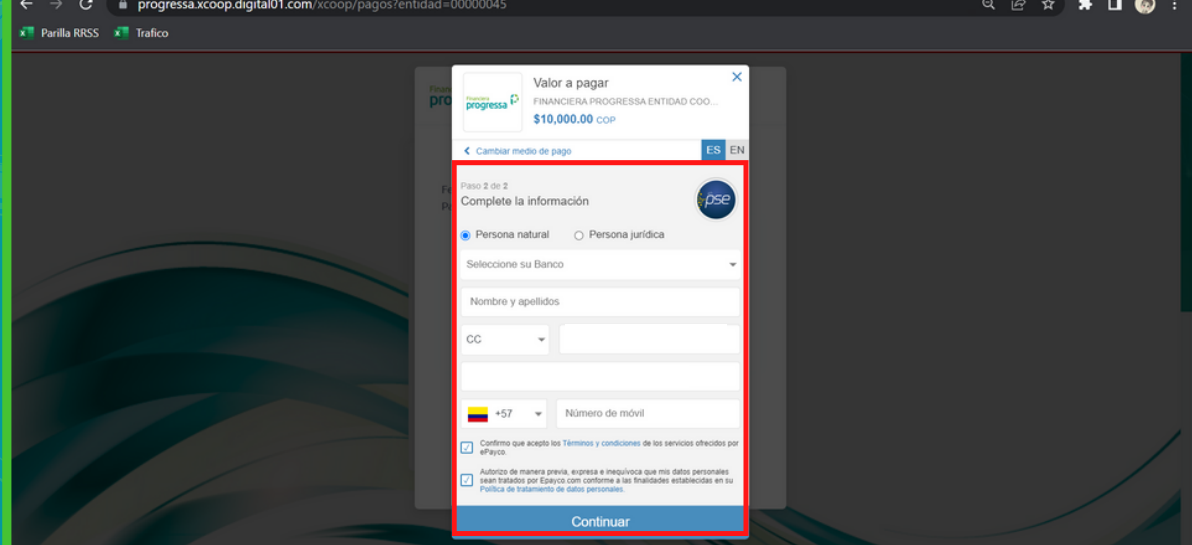 progressa.xcoop.digital01.com/xcoop/pagos?entidad=00000045
Parilla RRSS Trafico
Financiera
progressa
Valor a pagar
FINANCIERA PROGRESSA ENTIDAD COO...
$10,000.00 COP
Cambiar medio de pago
ES EN
Paso 2 de 2
Complete la información
pse
Persona natural Persona jurídica
Seleccione su Banco
Nombre y apellidos
CC
+57 Número de móvil
Confirmo que acepto los Términos y condiciones de los servicios ofrecidos por
ePayco.
Autorizo de manera previa, expresa e inequívoca que mis datos personales
sean tratados por Epayco.com conforme a las finalidades establecidas en su
Política de tratamiento de datos personales.
Continuar